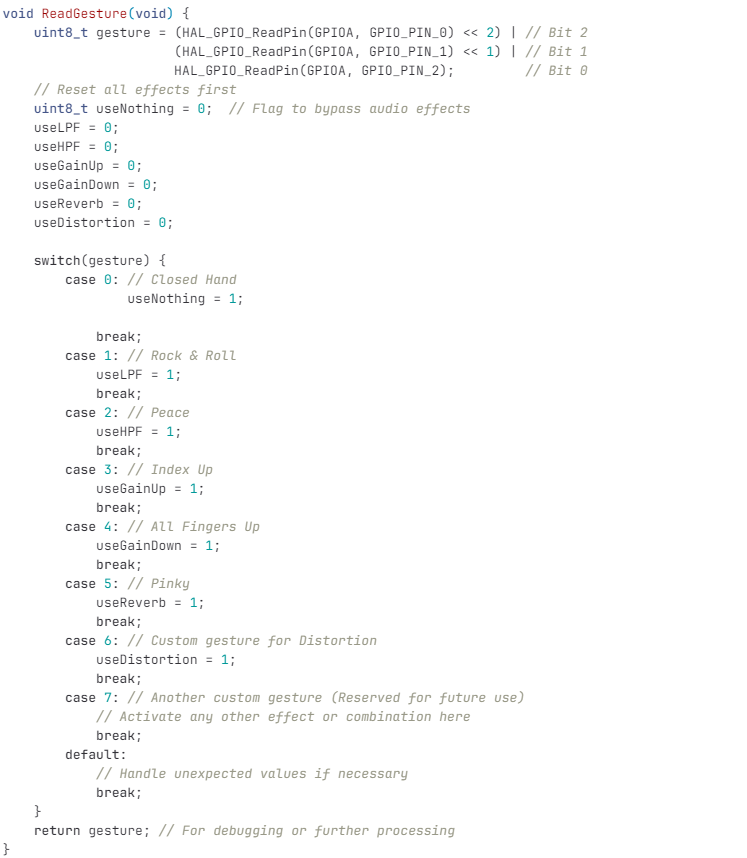 void ReadGesture(void) {
    uint8_t gesture = (HAL_GPIO_ReadPin(GPIOA, GPIO_PIN_0) << 2) | // Bit 2
                      (HAL_GPIO_ReadPin(GPIOA, GPIO_PIN_1) << 1) | // Bit 1
                      HAL_GPIO_ReadPin(GPIOA, GPIO_PIN_2);         // Bit 0
    // Reset all effects first
    uint8_t useNothing = 0;  // Flag to bypass audio effects
    useLPF = 0;
    useHPF = 0;
    useGainUp = 0;
    useGainDown = 0;
    useReverb = 0;
    useDistortion = 0;

    switch(gesture) {
        case 0: // Closed Hand
                useNothing = 1;

            break;
        case 1: // Rock & Roll
            useLPF = 1;
            break;
        case 2: // Peace
            useHPF = 1;
            break;
        case 3: // Index Up
            useGainUp = 1;
            break;
        case 4: // All Fingers Up
            useGainDown = 1;
            break;
        case 5: // Pinky
            useReverb = 1;
            break;
        case 6: // Custom gesture for Distortion
            useDistortion = 1;
            break;
        case 7: // Another custom gesture (Reserved for future use)
            // Activate any other effect or combination here
            break;
        default:
            // Handle unexpected values if necessary
            break;
    }
    return gesture; // For debugging or further processing
}